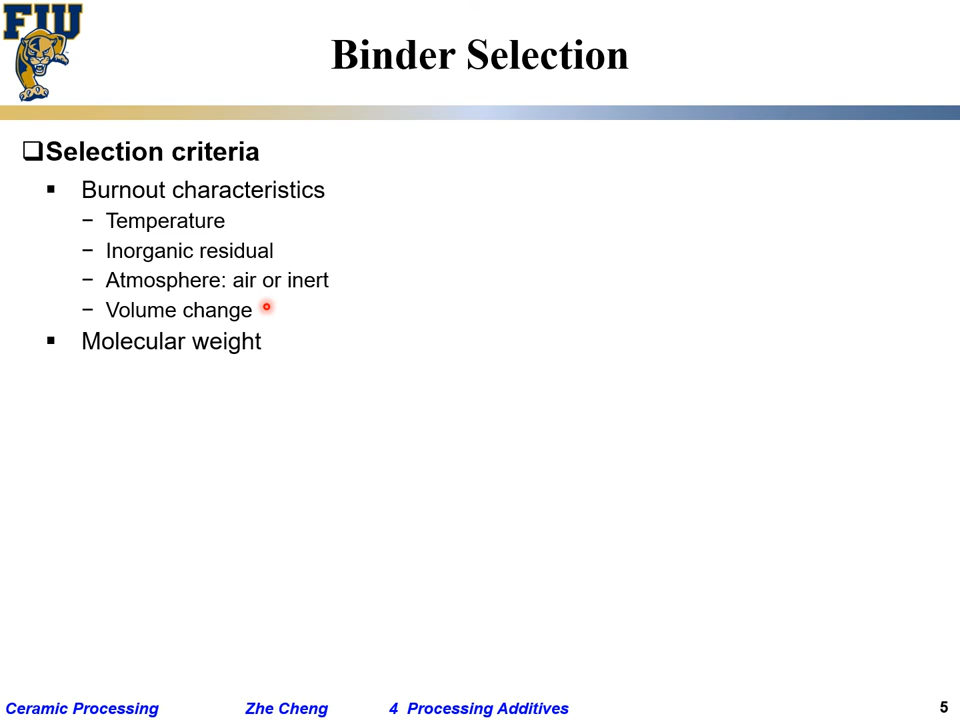 FIU
Binder Selection
❑Selection criteria
▪ Burnout characteristics
− Temperature
− Inorganic residual
− Atmosphere: air or inert
− Volume change
▪ Molecular weight
Ceramic Processing Zhe Cheng 4 Processing Additives 5